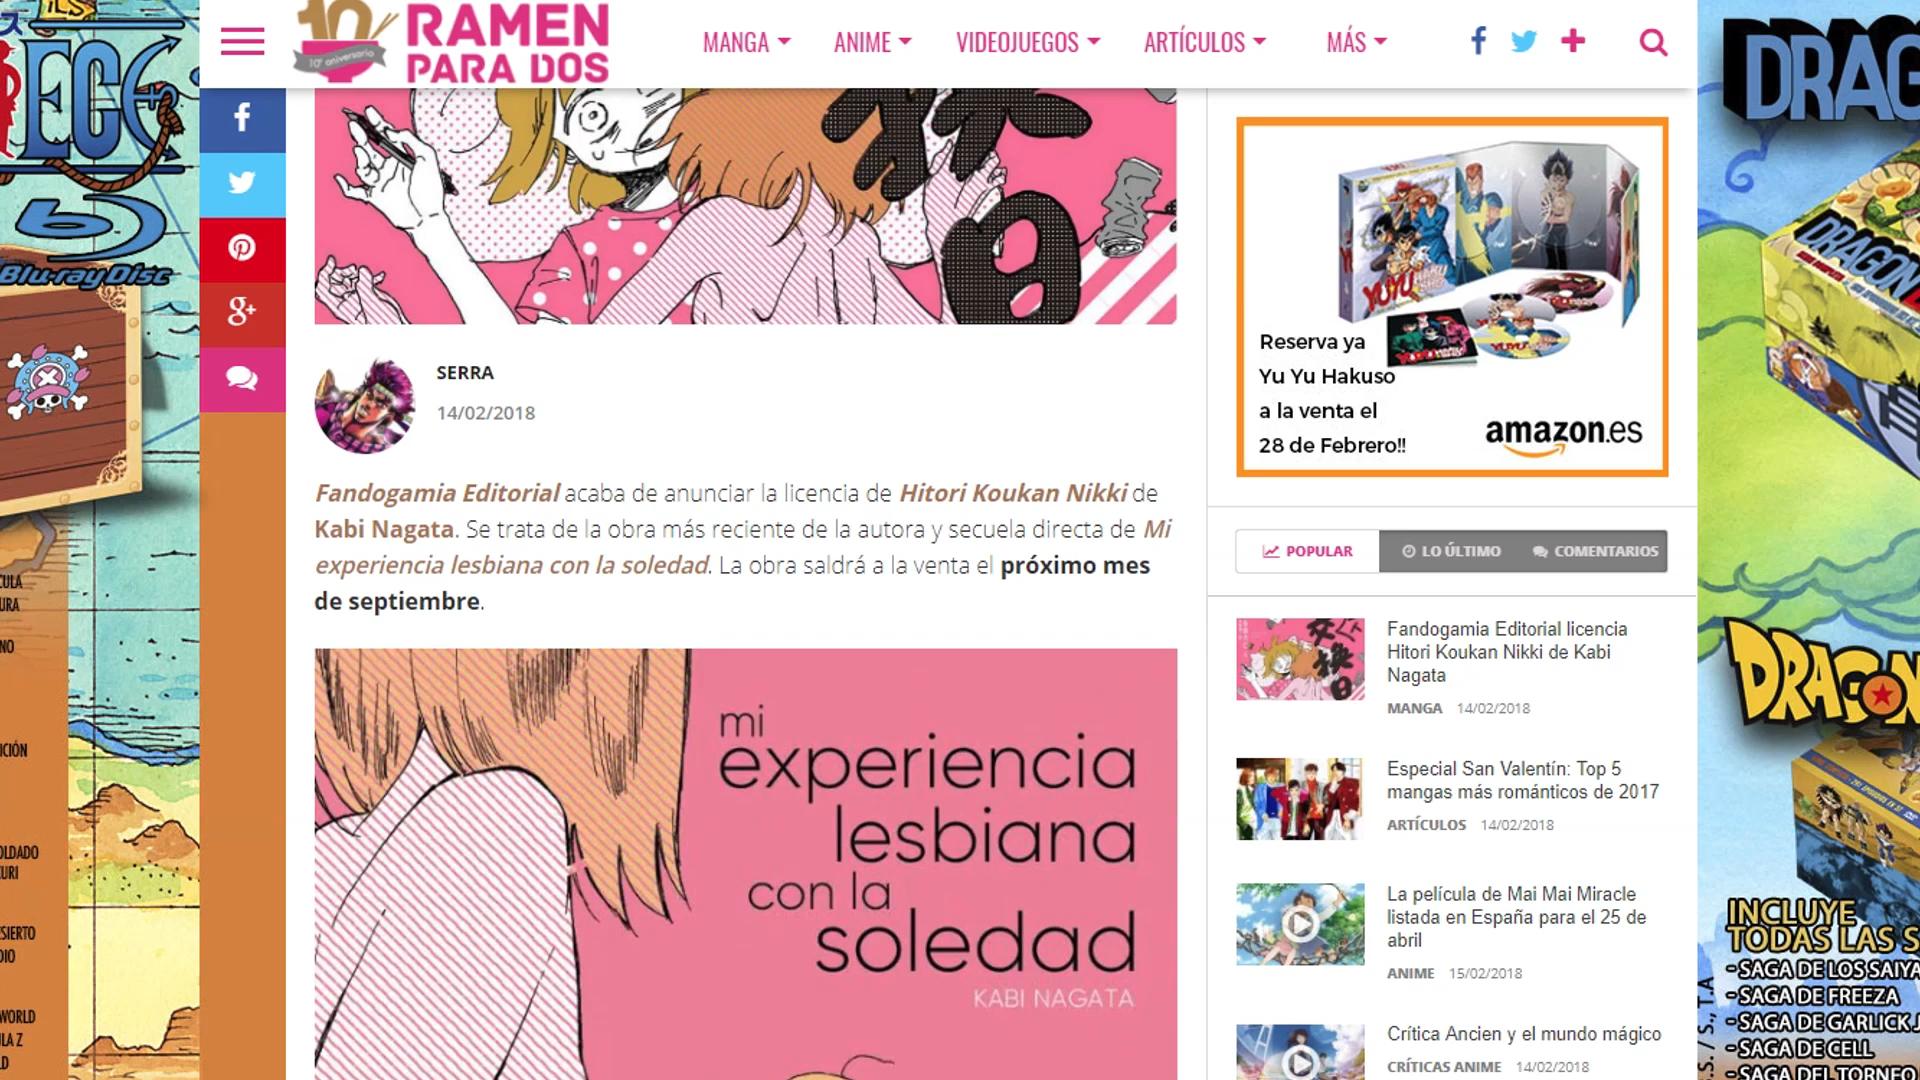 RAMEN
PARA DOS
10º aniversario
MANGA
ANIME
VIDEOJUEGOS
ARTÍCULOS
MÁS
Blu-ray Disc
SERRA
14/02/2018
Fandogamia Editorial acaba de anunciar la licencia de Hitori Koukan Nikki de
Kabi Nagata. Se trata de la obra más reciente de la autora y secuela directa de Mi
experiencia lesbiana con la soledad. La obra saldrá a la venta el próximo mes
de septiembre.
mi
experiencia
lesbiana
con la
soledad
KABI NAGATA
Reserva ya
Yu Yu Hakuso
a la venta el
28 de Febrero!!
amazon.es
POPULAR
LO ÚLTIMO
COMENTARIOS
Fandogamia Editorial licencia
Hitori Koukan Nikki de Kabi
Nagata
MANGA 14/02/2018
Especial San Valentín: Top 5
mangas más románticos de 2017
ARTÍCULOS 14/02/2018
La película de Mai Mai Miracle
listada en España para el 25 de
abril
ANIME 15/02/2018
Crítica Ancien y el mundo mágico
CRÍTICAS ANIME 14/02/2018
DRAG
DRAGON
INCLUYE
TODAS LAS S
-SAGA DE LOS SAIYA
-SAGA DE FREEZA
-SAGA DE GARLICK J
-SAGA DE CELL
-SAGA DEL TORNEO